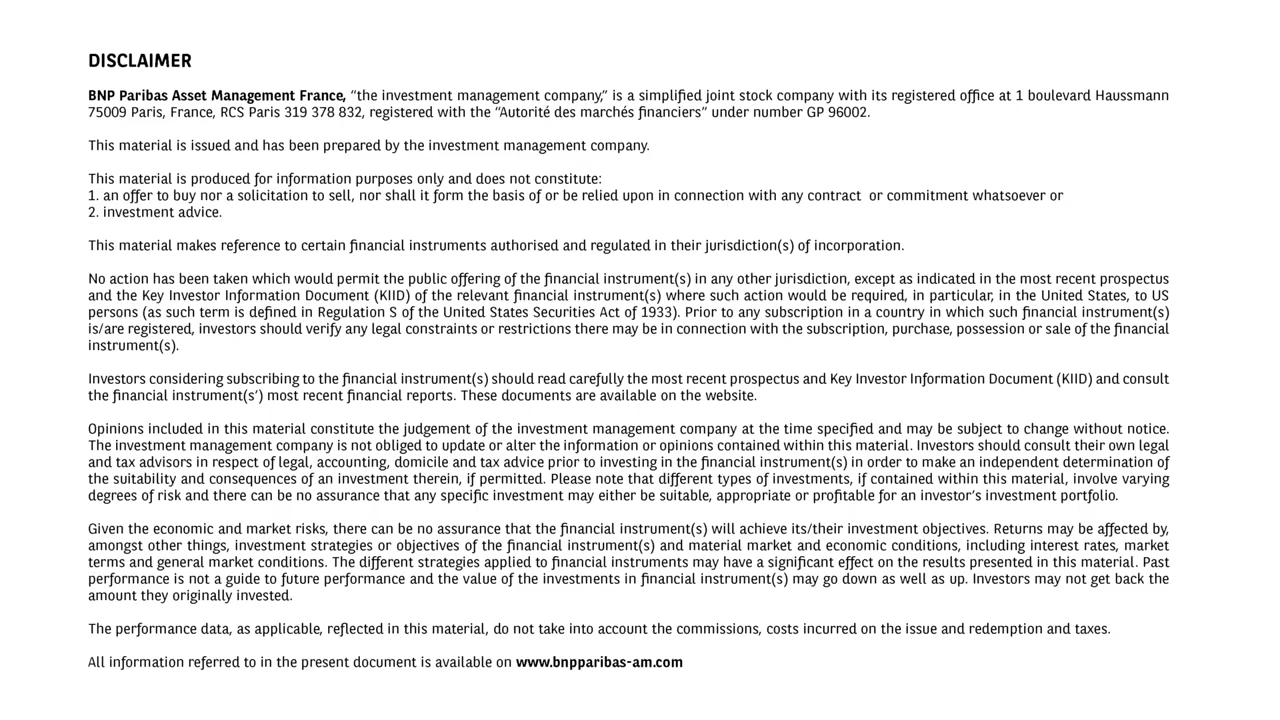 DISCLAIMER
BNP Paribas Asset Management France, “the investment management company,” is a simplified joint stock company with its registered office at 1 boulevard Haussmann
75009 Paris, France, RCS Paris 319 378 832, registered with the “Autorité des marchés financiers” under number GP 96002.
This material is issued and has been prepared by the investment management company.
This material is produced for information purposes only and does not constitute:
1. an offer to buy nor a solicitation to sell, nor shall it form the basis of or be relied upon in connection with any contract  or commitment whatsoever or
2. investment advice.
This material makes reference to certain financial instruments authorised and regulated in their jurisdiction(s) of incorporation.
No action has been taken which would permit the public offering of the financial instrument(s) in any other jurisdiction, except as indicated in the most recent prospectus
and the Key Investor Information Document (KIID) of the relevant financial instrument(s) where such action would be required, in particular, in the United States, to US
persons (as such term is defined in Regulation S of the United States Securities Act of 1933). Prior to any subscription in a country in which such financial instrument(s)
is/are registered, investors should verify any legal constraints or restrictions there may be in connection with the subscription, purchase, possession or sale of the financial
instrument(s).
Investors considering subscribing to the financial instrument(s) should read carefully the most recent prospectus and Key Investor Information Document (KIID) and consult
the financial instrument(s’) most recent financial reports. These documents are available on the website.
Opinions included in this material constitute the judgement of the investment management company at the time specified and may be subject to change without notice.
The investment management company is not obliged to update or alter the information or opinions contained within this material. Investors should consult their own legal
and tax advisors in respect of legal, accounting, domicile and tax advice prior to investing in the financial instrument(s) in order to make an independent determination of
the suitability and consequences of an investment therein, if permitted. Please note that different types of investments, if contained within this material, involve varying
degrees of risk and there can be no assurance that any specific investment may either be suitable, appropriate or profitable for an investor’s investment portfolio.
Given the economic and market risks, there can be no assurance that the financial instrument(s) will achieve its/their investment objectives. Returns may be affected by,
amongst other things, investment strategies or objectives of the financial instrument(s) and material market and economic conditions, including interest rates, market
terms and general market conditions. The different strategies applied to financial instruments may have a significant effect on the results presented in this material. Past
performance is not a guide to future performance and the value of the investments in financial instrument(s) may go down as well as up. Investors may not get back the
amount they originally invested.
The performance data, as applicable, reflected in this material, do not take into account the commissions, costs incurred on the issue and redemption and taxes.
All information referred to in the present document is available on www.bnpparibas-am.com